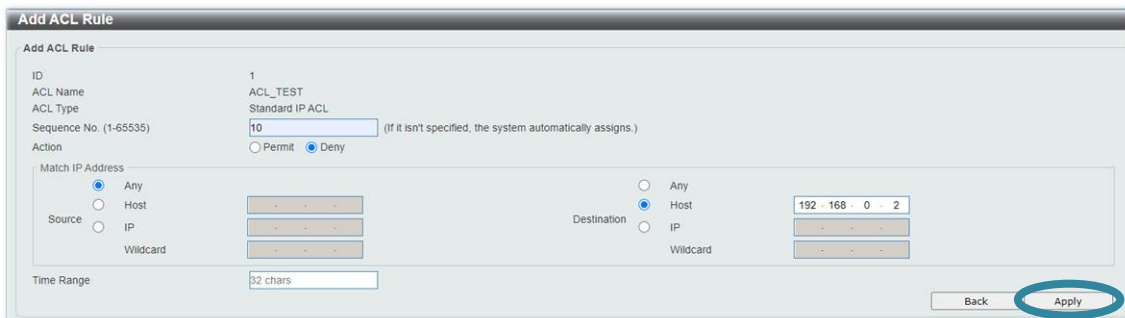 Add ACL Rule
Add ACL Rule
ID 1
ACL Name ACL_TEST
ACL Type Standard IP ACL
Sequence No. (1-65535) 10 (If it isn't specified, the system automatically assigns.)
Action Permit Deny
Match IP Address
Any Any
Host Host 192 . 168 . 0 . 2
Source Destination
IP . . . IP . . .
Wildcard . . . Wildcard . . .
Time Range 32 chars
Back Apply